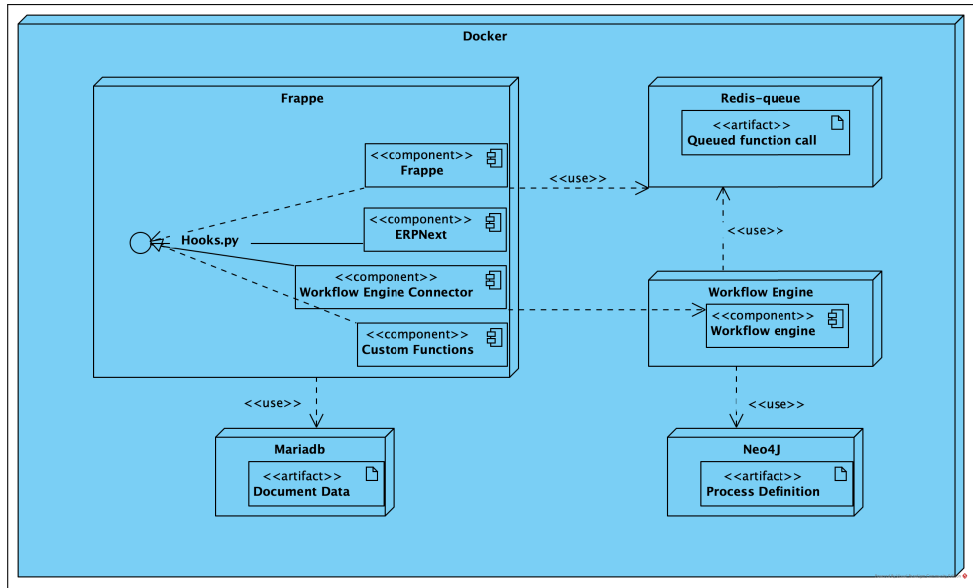 Docker
Frappe
<<component>>
Frappe
<<component>>
ERPNext
Hooks.py
<<component>>
Workflow Engine Connector
<<component>>
Custom Functions
<<use>>
Redis-queue
<<artifact>>
Queued function call
<<use>>
Workflow Engine
<<component>>
Workflow engine
<<use>>
Mariadb
<<artifact>>
Document Data
<<use>>
Neo4J
<<artifact>>
Process Definition